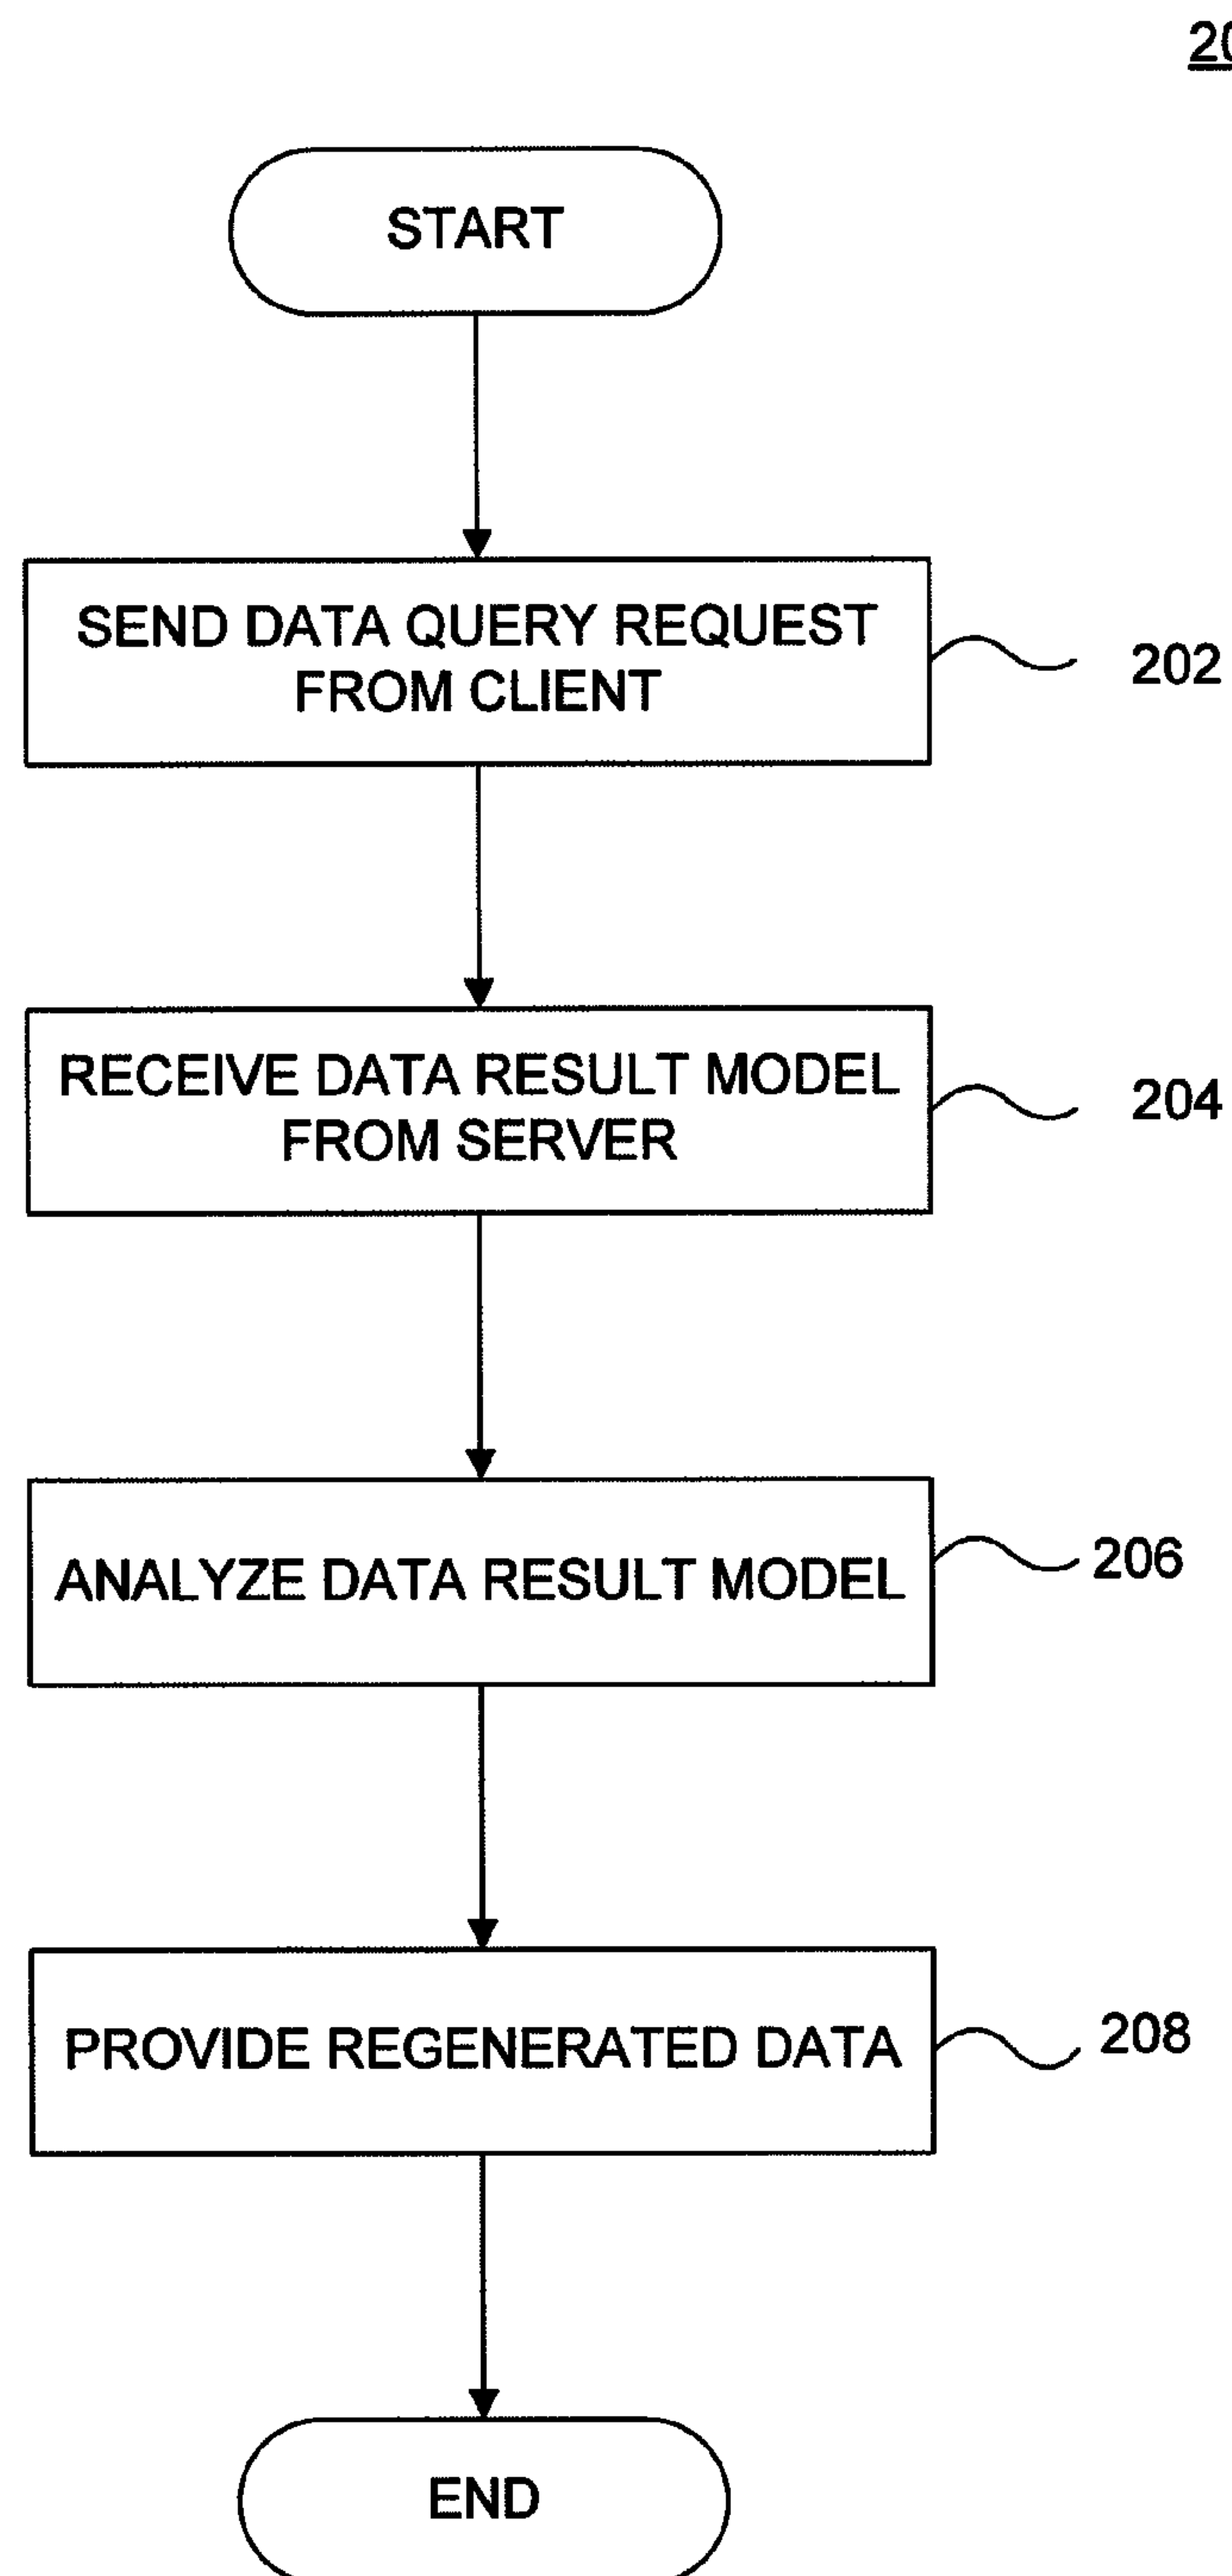 20
START
SEND DATA QUERY REQUEST
FROM CLIENT
202
RECEIVE DATA RESULT MODEL
FROM SERVER
204
ANALYZE DATA RESULT MODEL
206
PROVIDE REGENERATED DATA
208
END